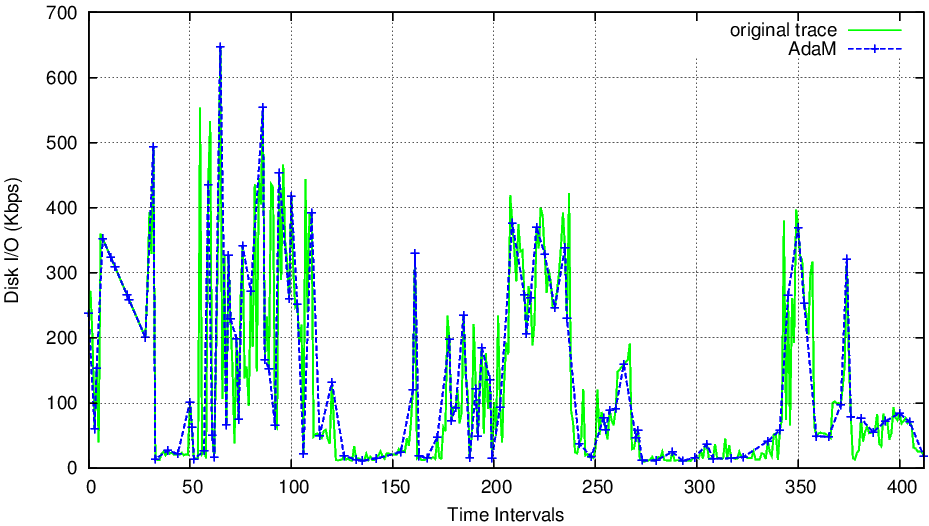 700
600
500
400
300
200
100
0
Disk I/O (Kbps)
original trace
AdaM
0 50 100 150 200 250 300 350 400
Time Intervals